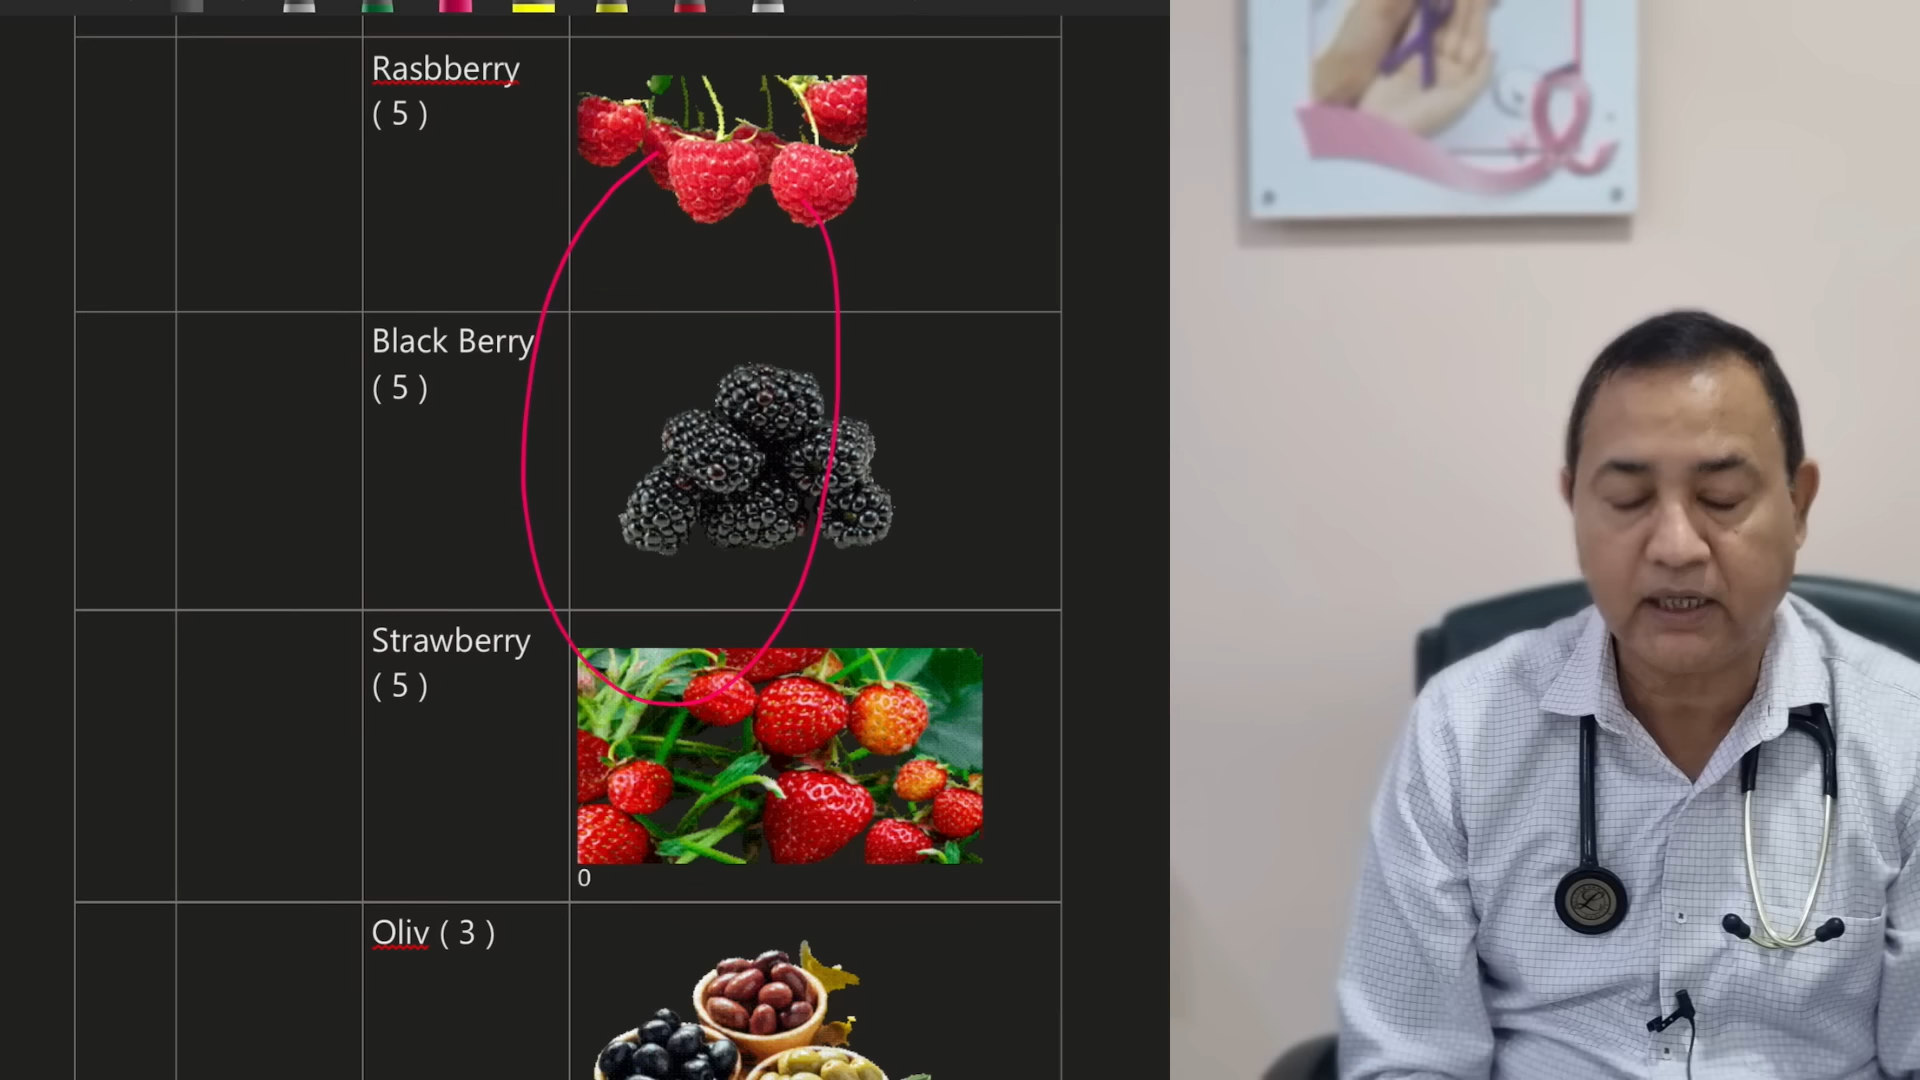 Rasbberry
( 5 )
Black Berry
( 5 )
Strawberry
( 5 )
0
Oliv ( 3 )